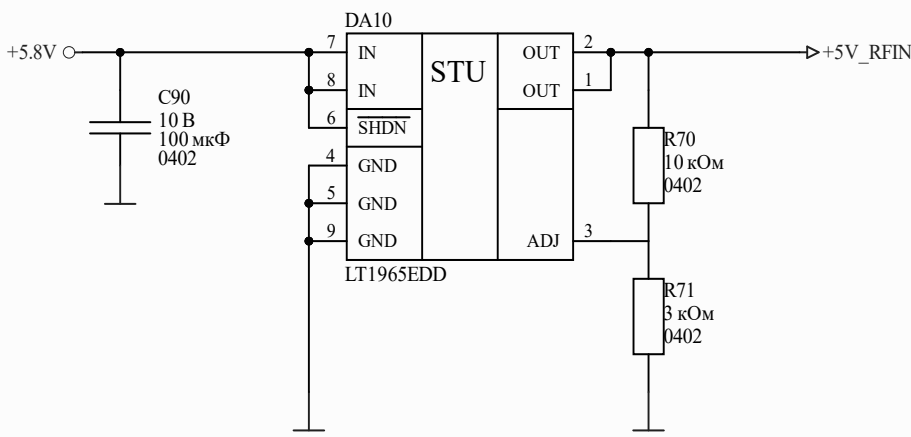 DA10
+5.8V
7
IN
STU
OUT
2
+5V_RFIN
8
IN
OUT
1
C90
10 В
100 мкФ
0402
6
SHDN
R70
10 кОм
0402
4
GND
5
GND
9
GND
ADJ
3
LT1965EDD
R71
3 кОм
0402